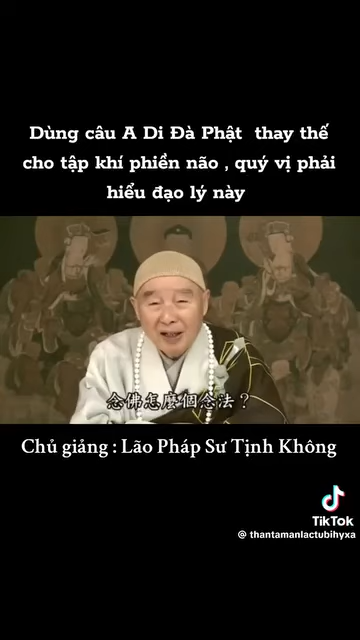 Dùng câu A Di Đà Phật thay thế
cho tập khí phiền não , quý vị phải
hiểu đạo lý này
念佛怎麼個念法？
Chủ giảng : Lão Pháp Sư Tịnh Không
TikTok
@ thantamanlactubihyxa